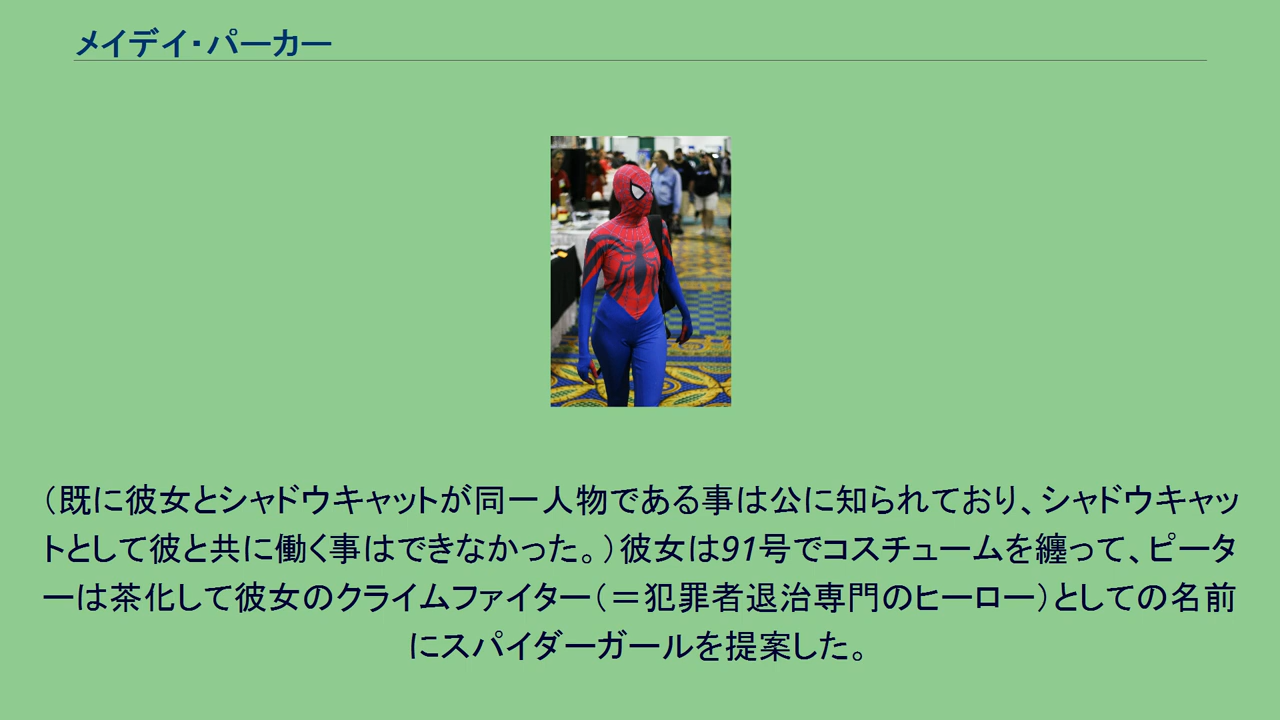 メイデイ・パーカー
（既に彼女とシャドウキャットが同一人物である事は公に知られており、シャドウキャッ
トとして彼と共に働く事はできなかった。）彼女は91号でコスチュームを纏って、ピータ
ーは茶化して彼女のクライムファイター（＝犯罪者退治専門のヒーロー）としての名前
にスパイダーガールを提案した。